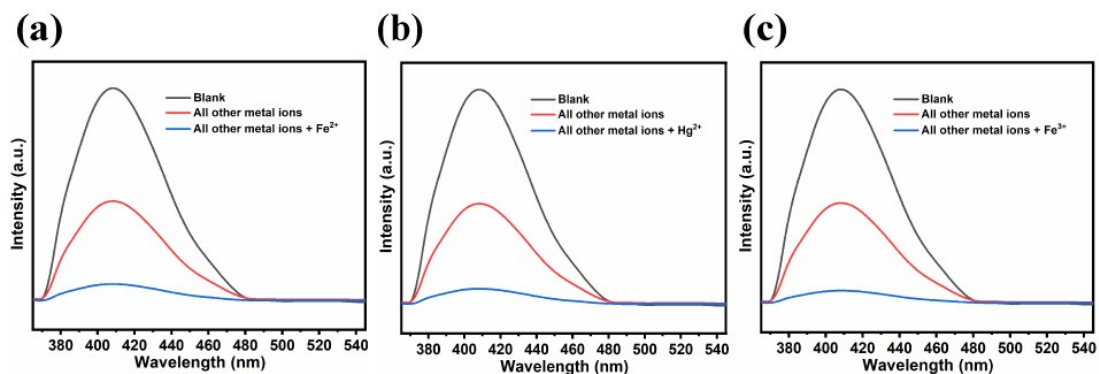 (a)
Intensity (a.u.)
Blank
All other metal ions
All other metal ions + Fe²⁺
380 400 420 440 460 480 500 520 540
Wavelength (nm)
(b)
Intensity (a.u.)
Blank
All other metal ions
All other metal ions + Hg²⁺
380 400 420 440 460 480 500 520 540
Wavelength (nm)
(c)
Intensity (a.u.)
Blank
All other metal ions
All other metal ions + Fe³⁺
380 400 420 440 460 480 500 520 540
Wavelength (nm)